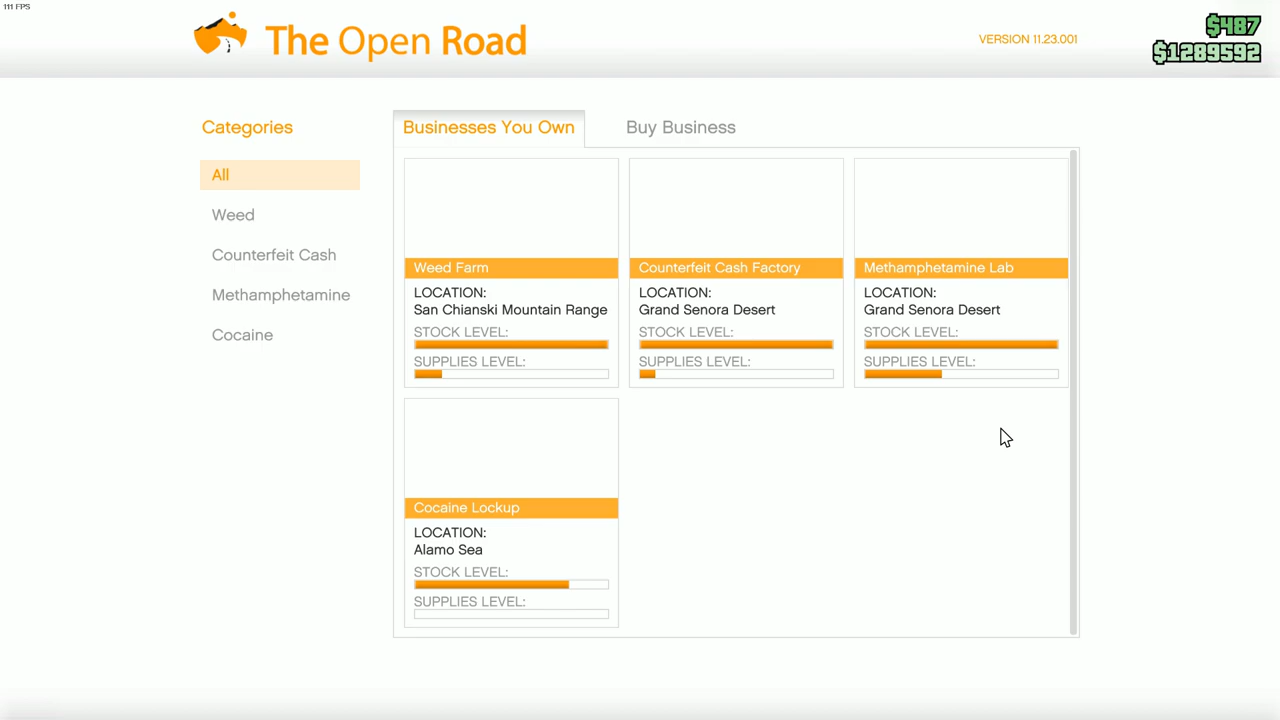 111 FPS
The Open Road
VERSION 11.23.001
$487
$1289592
Categories
All
Weed
Counterfeit Cash
Methamphetamine
Cocaine
Businesses You Own
Buy Business
Weed Farm
LOCATION:
San Chianski Mountain Range
STOCK LEVEL:
SUPPLIES LEVEL:
Counterfeit Cash Factory
LOCATION:
Grand Senora Desert
STOCK LEVEL:
SUPPLIES LEVEL:
Methamphetamine Lab
LOCATION:
Grand Senora Desert
STOCK LEVEL:
SUPPLIES LEVEL:
Cocaine Lockup
LOCATION:
Alamo Sea
STOCK LEVEL:
SUPPLIES LEVEL: